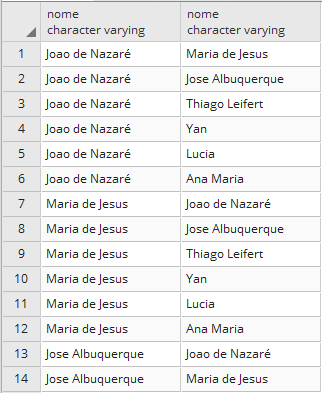 nome nome
character varying character varying
1 Joao de Nazaré Maria de Jesus
2 Joao de Nazaré Jose Albuquerque
3 Joao de Nazaré Thiago Leifert
4 Joao de Nazaré Yan
5 Joao de Nazaré Lucia
6 Joao de Nazaré Ana Maria
7 Maria de Jesus Joao de Nazaré
8 Maria de Jesus Jose Albuquerque
9 Maria de Jesus Thiago Leifert
10 Maria de Jesus Yan
11 Maria de Jesus Lucia
12 Maria de Jesus Ana Maria
13 Jose Albuquerque Joao de Nazaré
14 Jose Albuquerque Maria de Jesus